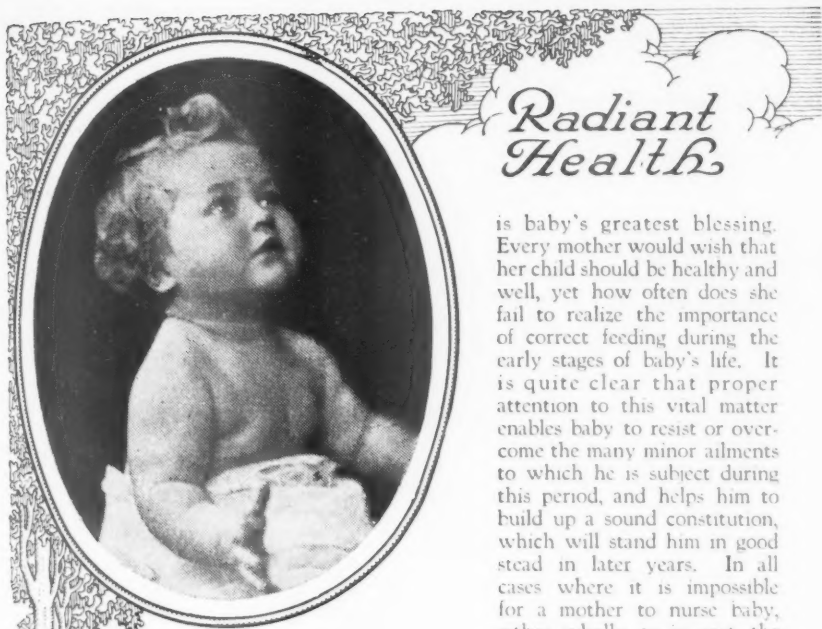 Radiant
Health
is baby's greatest blessing.
Every mother would wish that
her child should be healthy and
well, yet how often does she
fail to realize the importance
of correct feeding during the
early stages of baby's life. It
is quite clear that proper
attention to this vital matter
enables baby to resist or over-
come the many minor ailments
to which he is subject during
this period, and helps him to
build up a sound constitution,
which will stand him in good
stead in later years. In all
cases where it is impossible
for a mother to nurse baby,